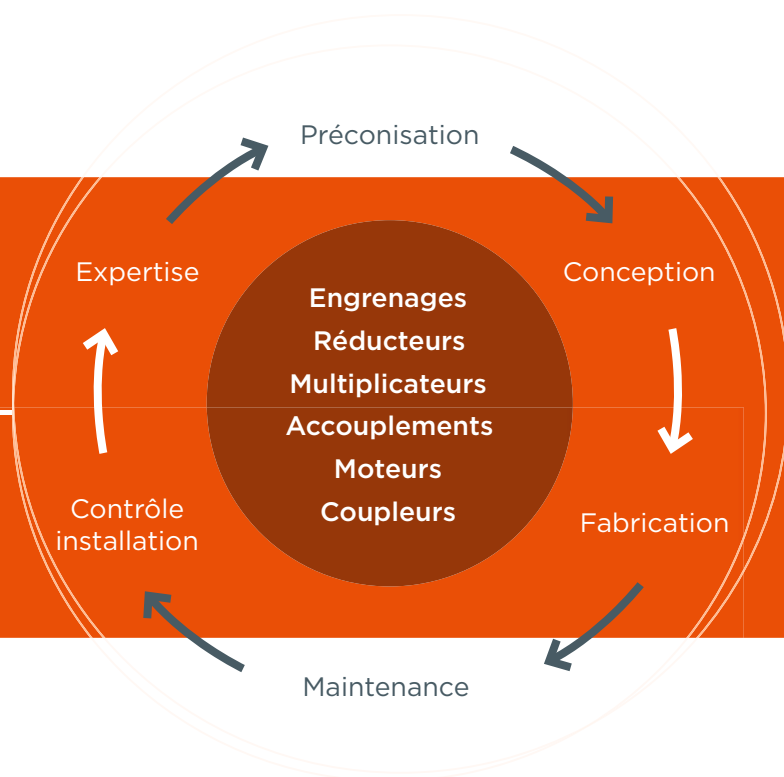 Préconisation
Expertise
Conception
Engrenages
Réducteurs
Multiplicateurs
Accouplements
Moteurs
Coupleurs
Contrôle
installation
Fabrication
Maintenance